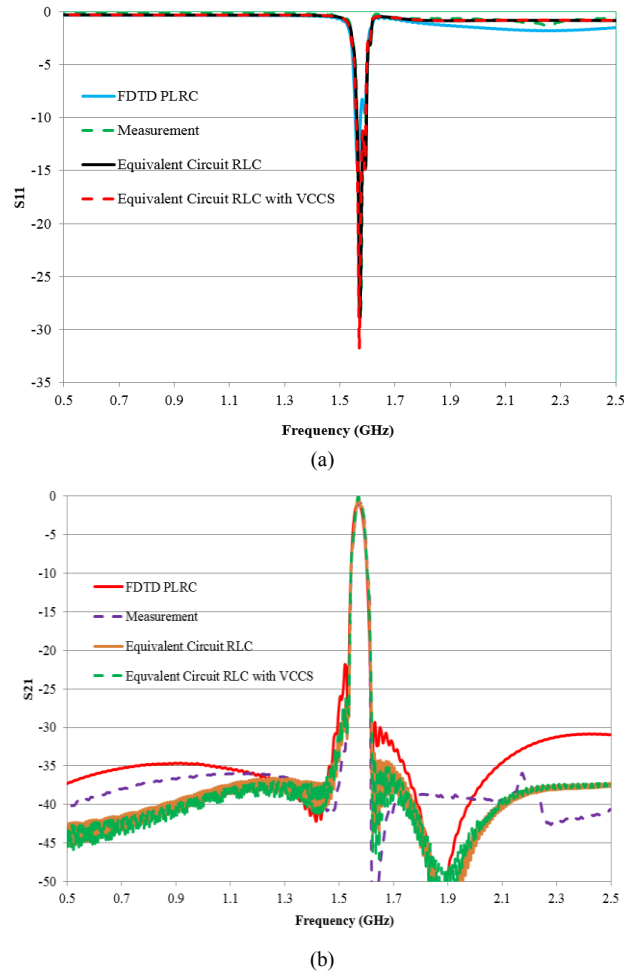 0
-5
-10
-15
-20
-25
-30
-35
S11
FDTD PLRC
Measurement
Equivalent Circuit RLC
Equivalent Circuit RLC with VCCS
0.5 0.7 0.9 1.1 1.3 1.5 1.7 1.9 2.1 2.3 2.5
Frequency (GHz)
(a)
0
-5
-10
-15
-20
-25
-30
-35
-40
-45
-50
S21
FDTD PLRC
Measurement
Equivalent Circuit RLC
Equvalent Circuit RLC with VCCS
0.5 0.7 0.9 1.1 1.3 1.5 1.7 1.9 2.1 2.3 2.5
Frequency (GHz)
(b)